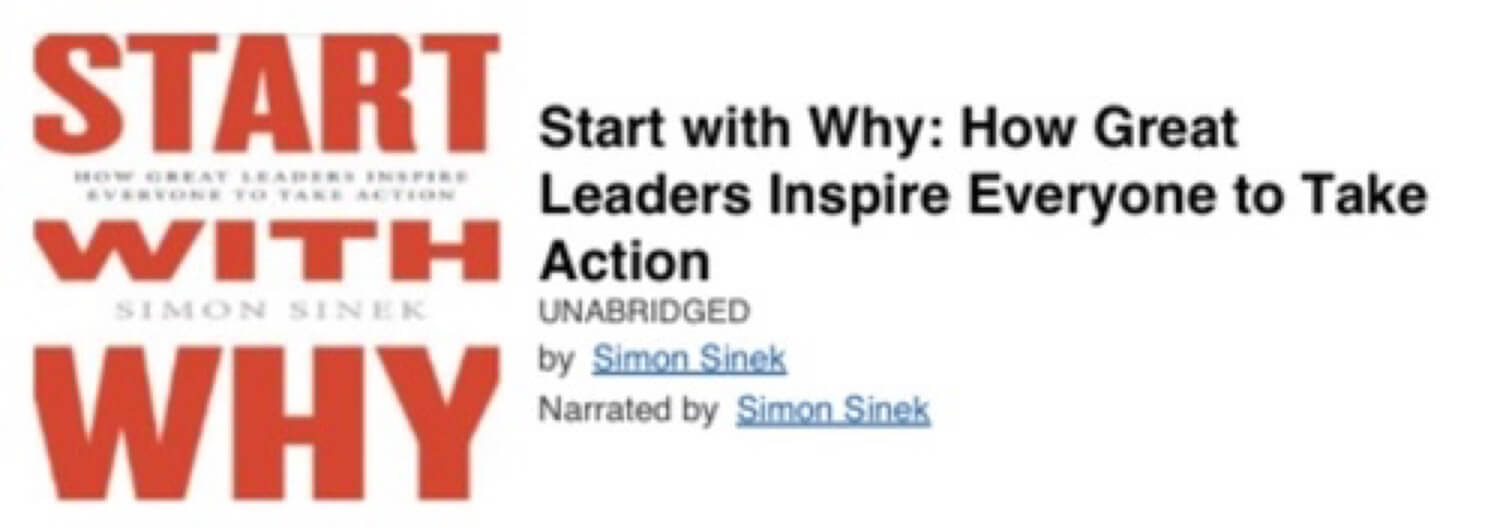 START
HOW GREAT LEADERS INSPIRE
EVERYONE TO TAKE ACTION
WITH
SIMON SINEK
WHY
Start with Why: How Great
Leaders Inspire Everyone to Take
Action
UNABRIDGED
by Simon Sinek
Narrated by Simon Sinek